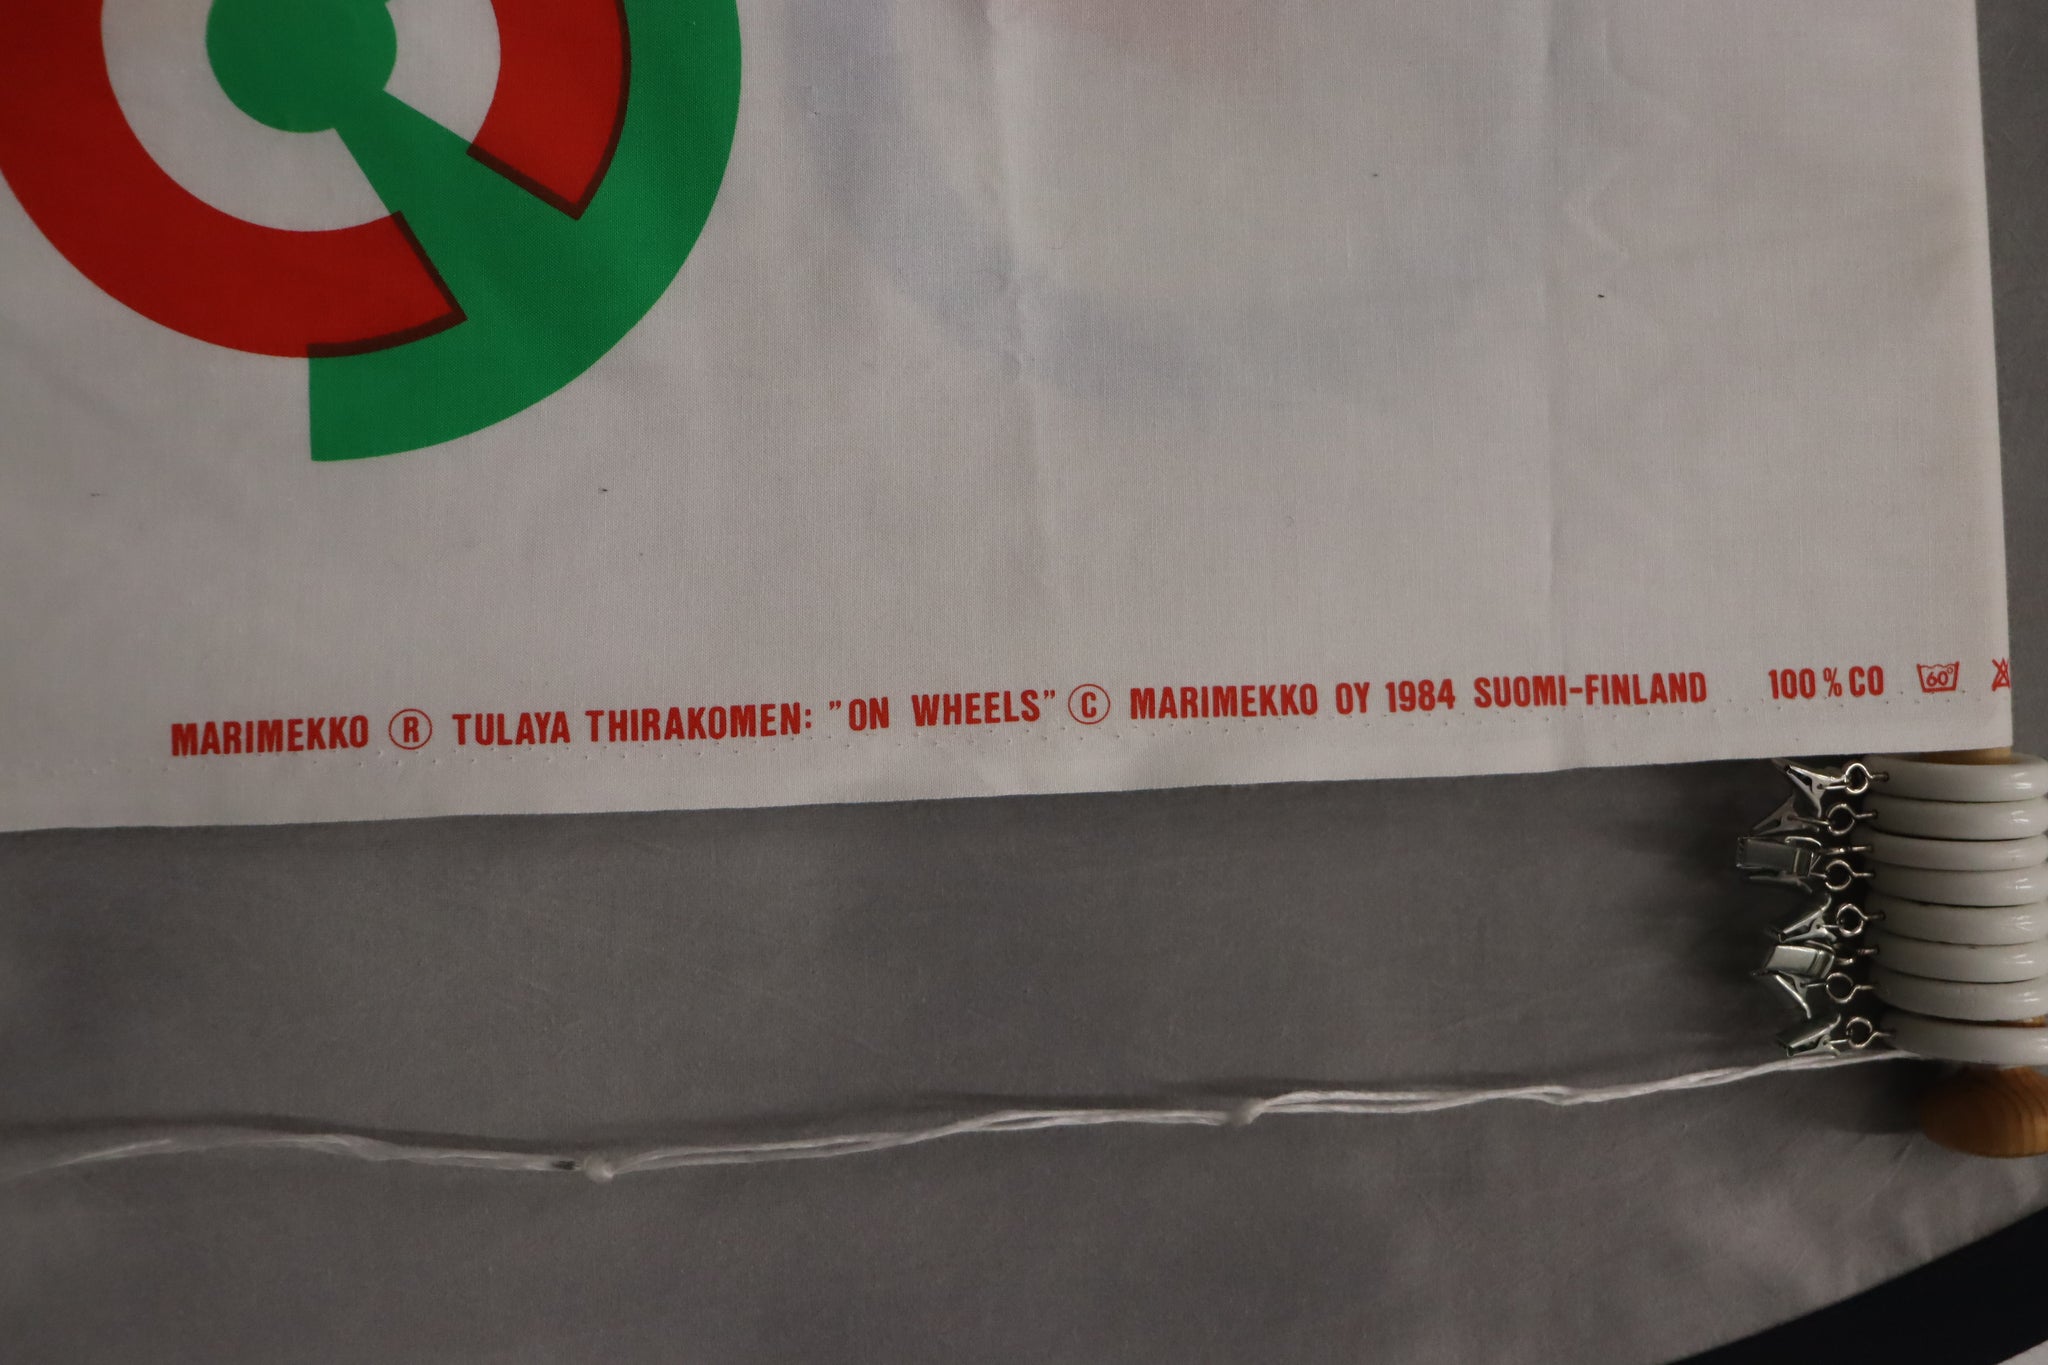 MARIMEKKO ® TULAYA THIRAKOMEN: ”ON WHEELS” © MARIMEKKO OY 1984 SUOMI-FINLAND 100 % CO 60°